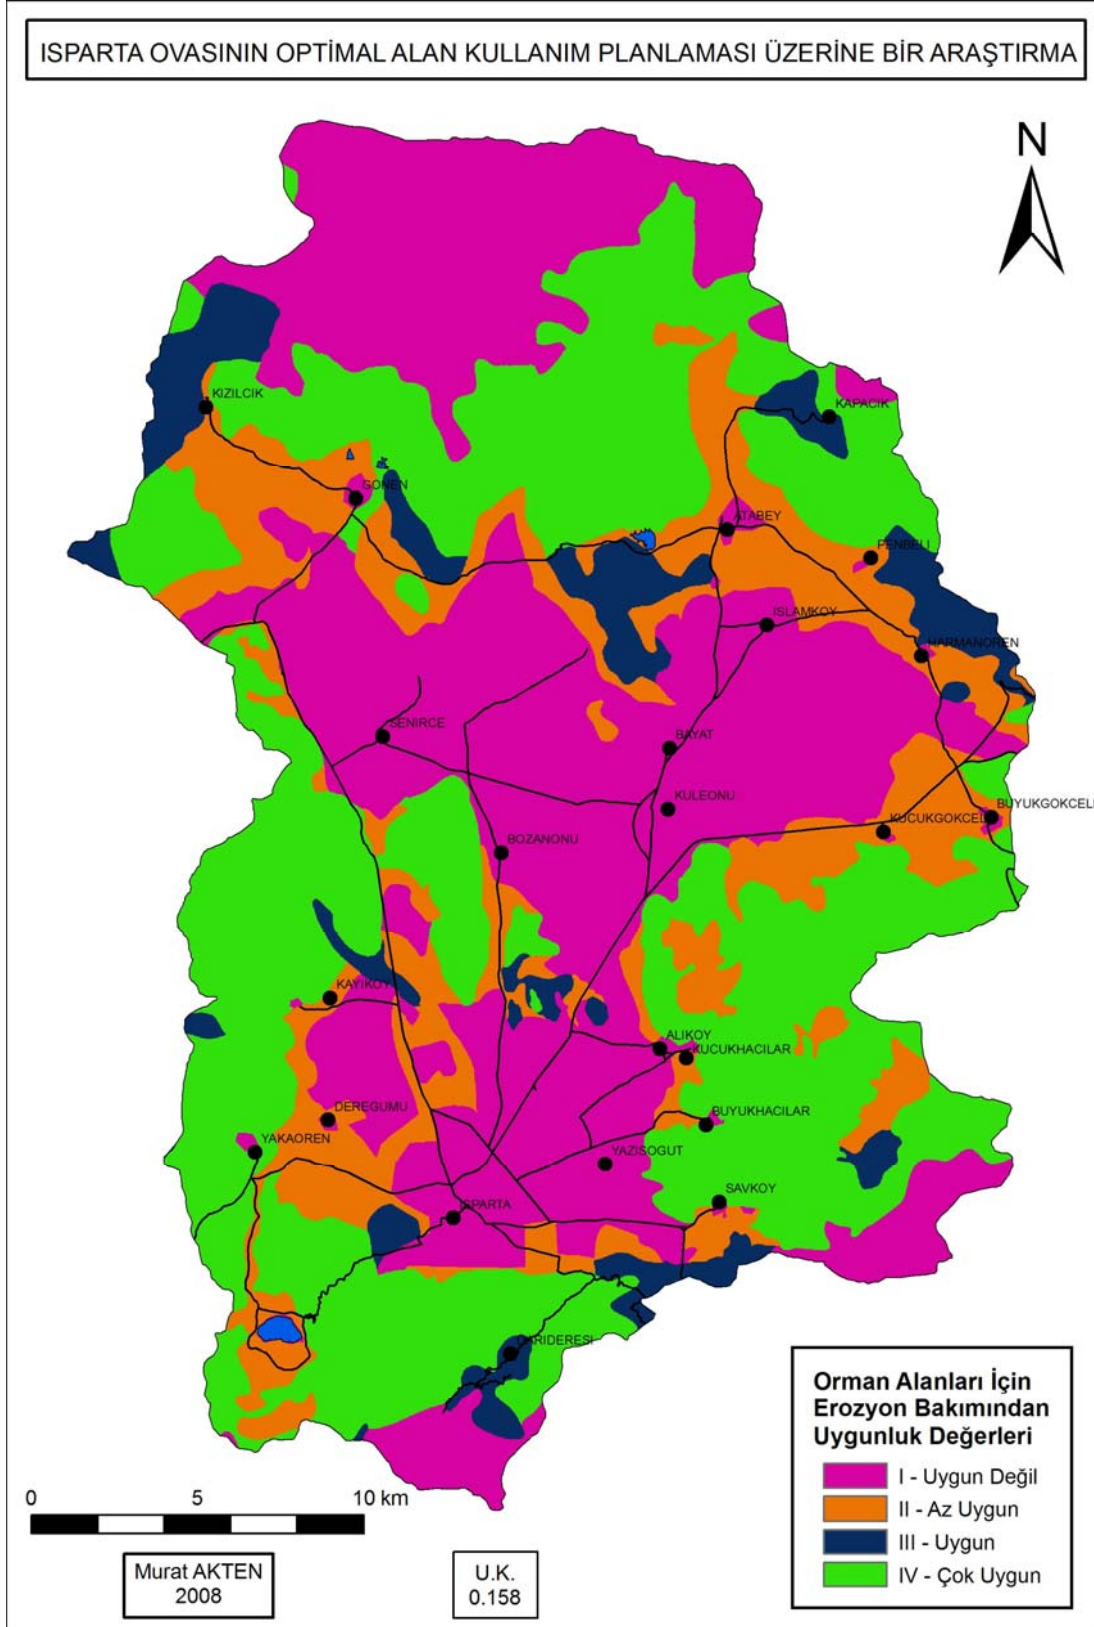 ISPARTA OVASININ OPTİMAL ALAN KULLANIM PLANLAMASI ÜZERİNE BİR ARAŞTIRMA
N
KIZILCIK
KAPACIK
GONEN
ATABEY
PENBELI
ISLAMKOY
HARMANOREN
SENIRCE
BAYAT
KULEONU
BUYUKGOKCELI
KUCUKGOKCELI
BOZANONU
KAYIKOY
ALIKOY
KUCUKHACILAR
DEREGUMU
BUYUKHACILAR
YAKAOREN
YAZISOGUT
SAVKOY
ISPARTA
DARIDERESI
Orman Alanları İçin
Erozyon Bakımından
Uygunluk Değerleri
I - Uygun Değil
II - Az Uygun
III - Uygun
IV - Çok Uygun
0 5 10 km
Murat AKTEN
2008
U.K.
0.158